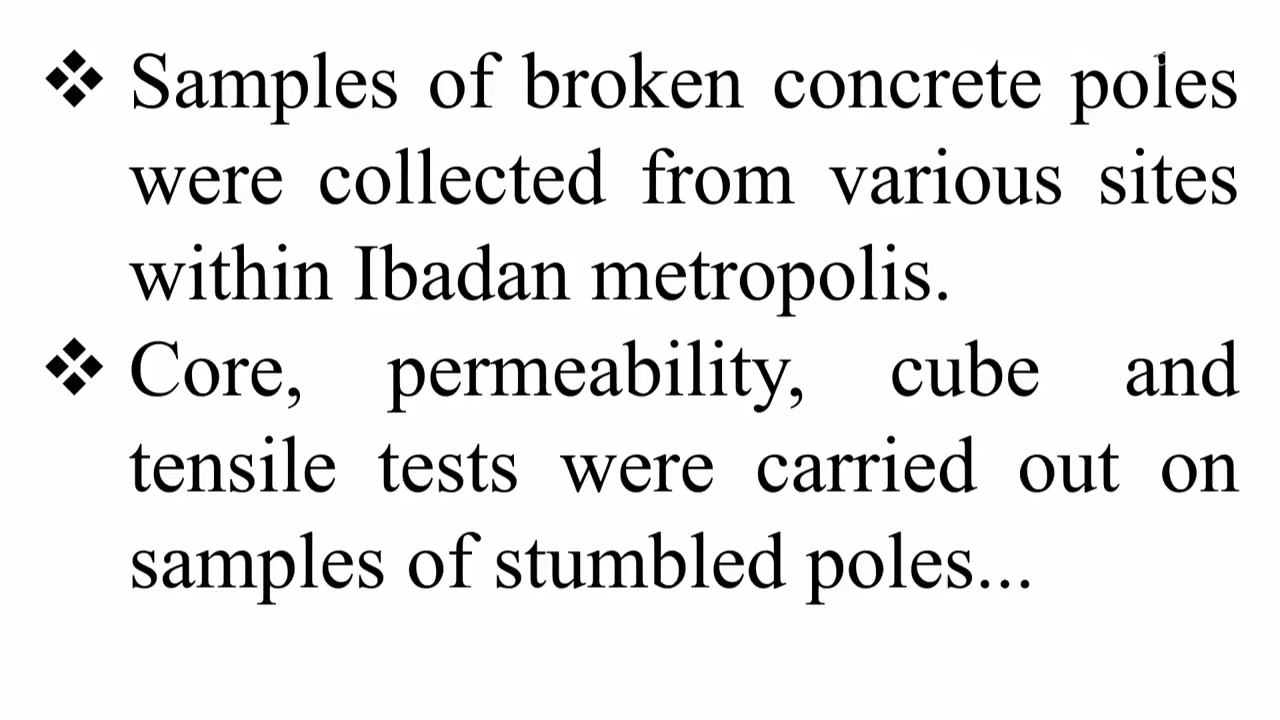 ❖ Samples of broken concrete poles
were collected from various sites
within Ibadan metropolis.
❖ Core, permeability, cube and
tensile tests were carried out on
samples of stumbled poles...